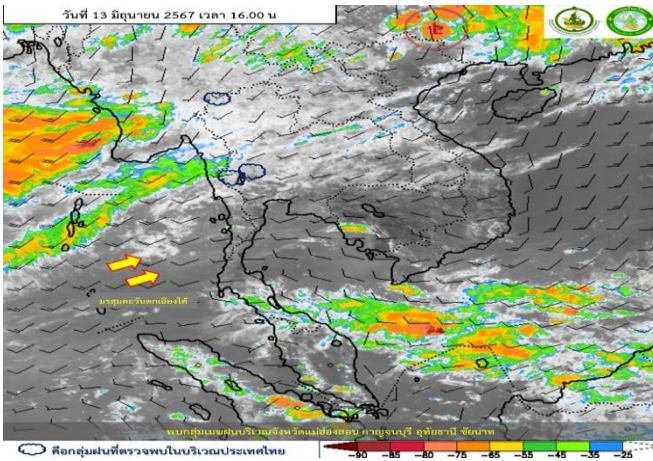 วันที่ 13 มิถุนายน 2567 เวลา 16.00 น
L
มรสุมตะวันตกเฉียงใต้
พบกลุ่มเมฆฝนบริเวณจังหวัดแม่ฮ่องสอน กาญจนบุรี อุทัยธานี ชัยนาท
คือกลุ่มฝนที่ตรวจพบในบริเวณประเทศไทย
-90 -85 -80 -75 -65 -55 -45 -35 -25